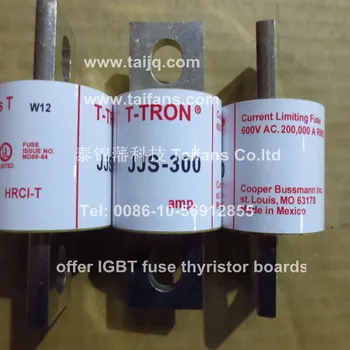 www.taijq.com
www.taifans.com
s T
W12
T-TRON®
Current Limiting Fuse
600V AC. 200,000 A RMS
FUSE
ISSUE NO.
泰锦藩科技 Taifans Co.ltd
JJS-300
HRCI-T
Tel: 0086-10-56912855
Cooper Bussmann Inc.
St. Louis, MO 63178
Made in Mexico
amp.
offer IGBT fuse thyristor boards